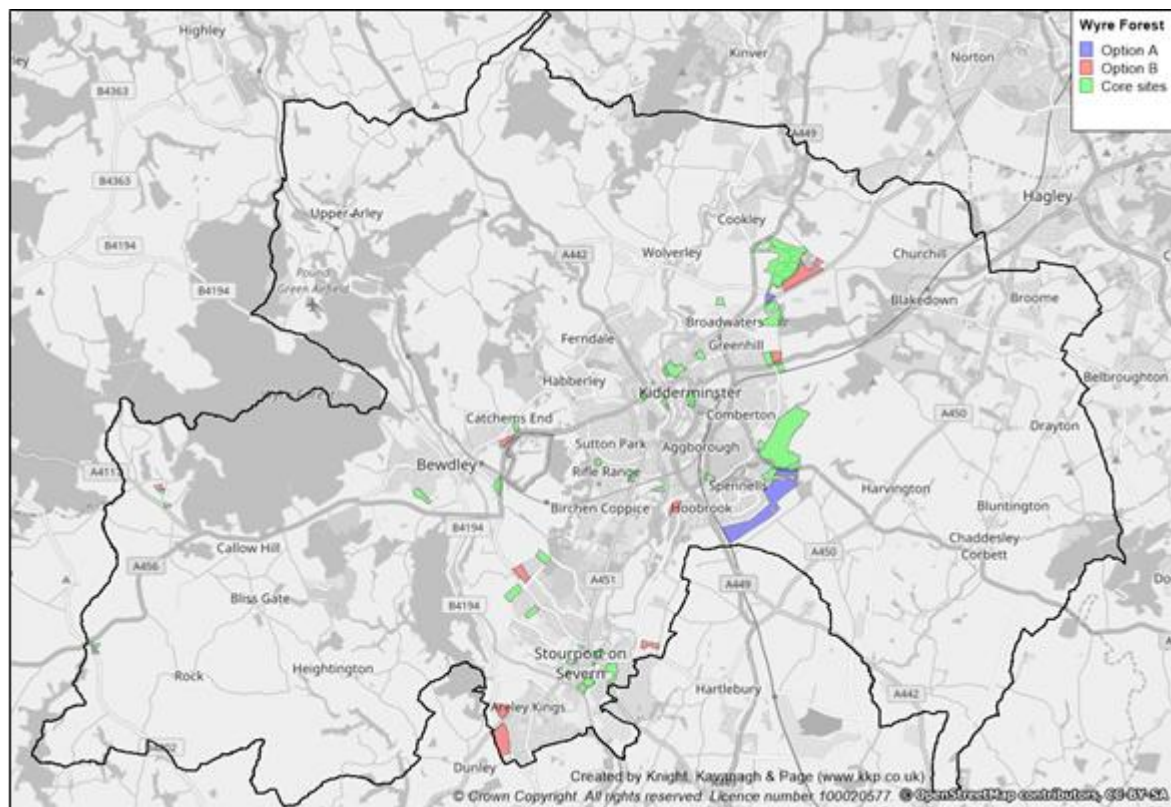 Highley
Kinver
Wyre Forest
Option A
Option B
Core sites
Norton
B4363
A449
B4363
Hagley
Upper Arley
Cookley
B4194
A442
Wolverley
Churchill
Pound
Green Airfield
B4194
Blakedown
Broome
Broadwaters
Ferndale
Greenhill
Habberley
Kidderminster
Belbroughton
Catchems End
Comberton
A450
Drayton
Sutton Park
Aggborough
A4117
Bewdley
Rifle Range
Spennells
Harvington
Birchen Coppice
Hoobrook
Bluntington
B4194
Callow Hill
A450
Chaddesley
Corbett
A456
A451
A449
Bliss Gate
B4194
Stourport-on
Severn
Heightington
Rock
Hartlebury
A442
Areley Kings
Dunley
Created by Knight, Kavanagh & Page (www.kkp.co.uk)
© Crown Copyright. All rights reserved. Licence number 100020577. © OpenStreetMap contributors, CC-BY-SA